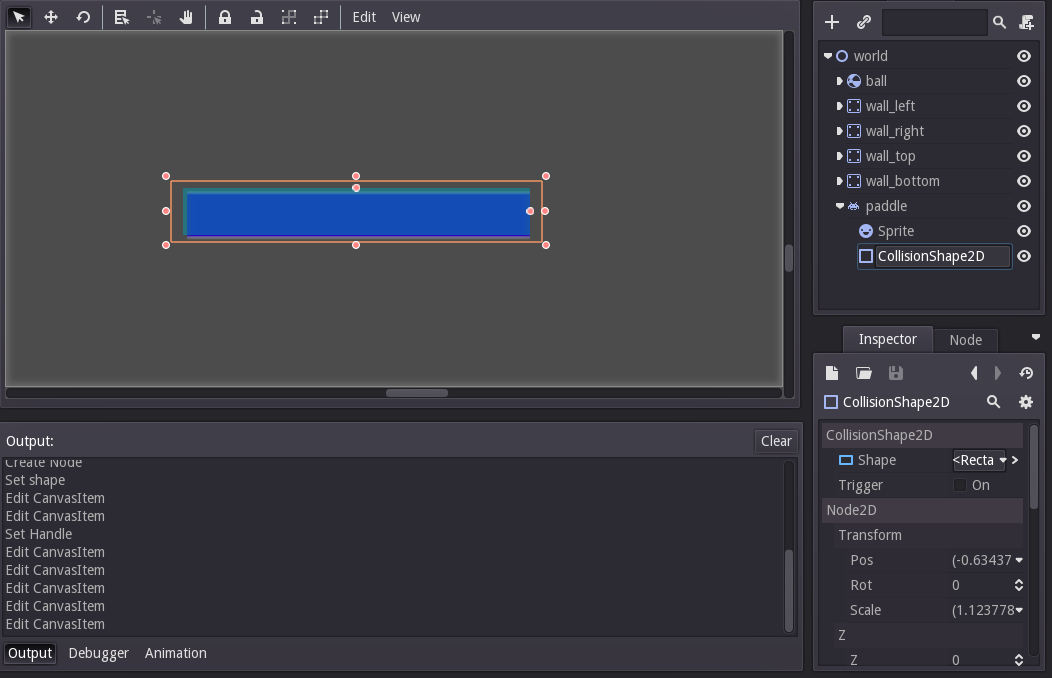 Edit View
world
ball
wall_left
wall_right
wall_top
wall_bottom
paddle
Sprite
CollisionShape2D
Inspector Node
CollisionShape2D
CollisionShape2D
Shape <Recta
Trigger On
Node2D
Transform
Pos (-0.63437
Rot 0
Scale (1.123778
Z
Z 0
Output: Clear
Create Node
Set shape
Edit CanvasItem
Edit CanvasItem
Set Handle
Edit CanvasItem
Edit CanvasItem
Edit CanvasItem
Edit CanvasItem
Edit CanvasItem
Output Debugger Animation